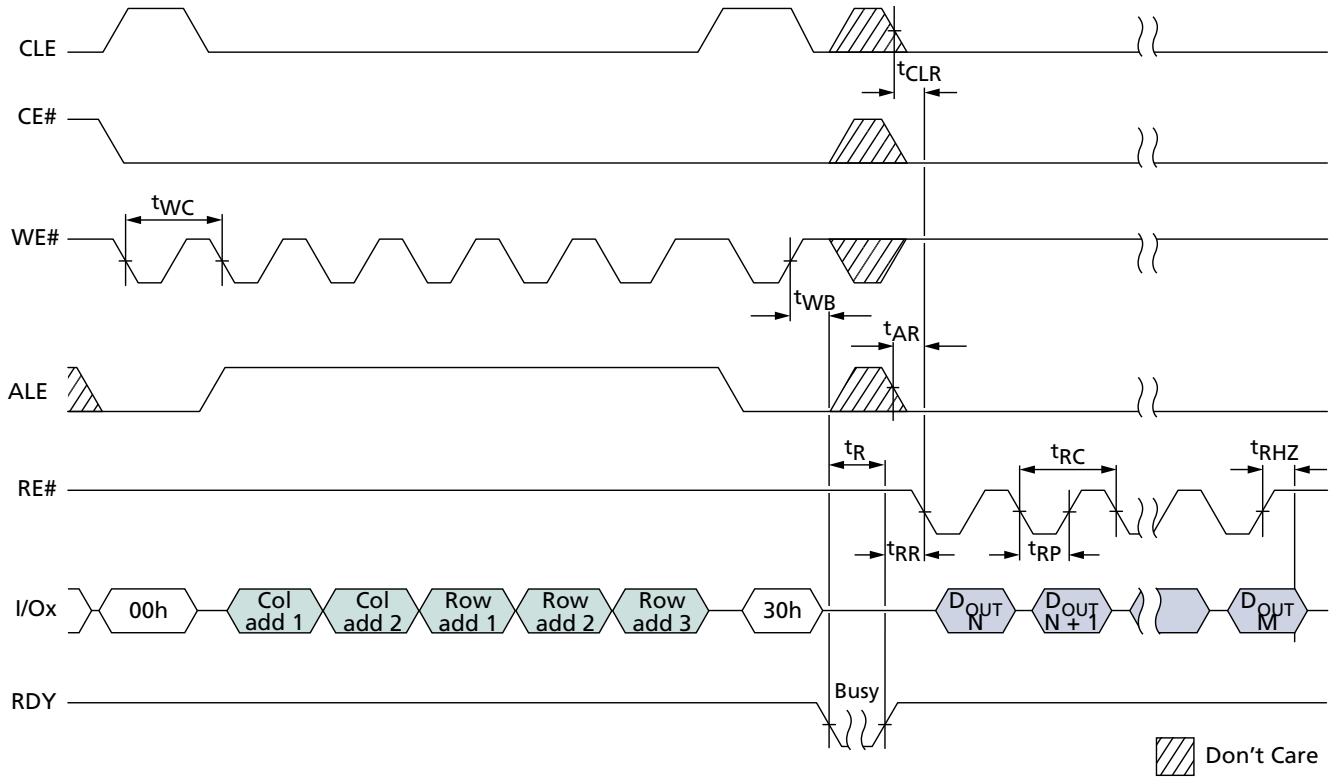 CLE
tCLR
CE#
tWC
WE#
tWB
tAR
ALE
tR
tRC
tRHZ
RE#
tRR
tRP
I/Ox
00h
Col
add 1
Col
add 2
Row
add 1
Row
add 2
Row
add 3
30h
DOUT
N
DOUT
N + 1
DOUT
M
RDY
Busy
Don't Care